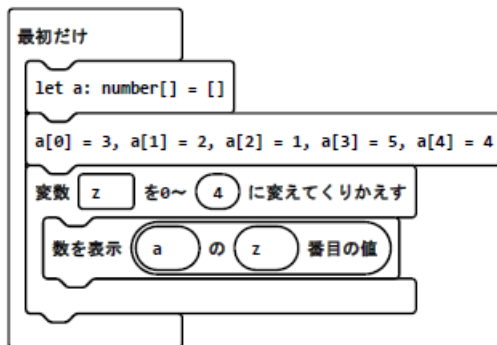 最初だけ
let a: number[] = []
a[0] = 3, a[1] = 2, a[2] = 1, a[3] = 5, a[4] = 4
変数 z を0～ 4 に変えてくりかえす
数を表示 a の z 番目の値